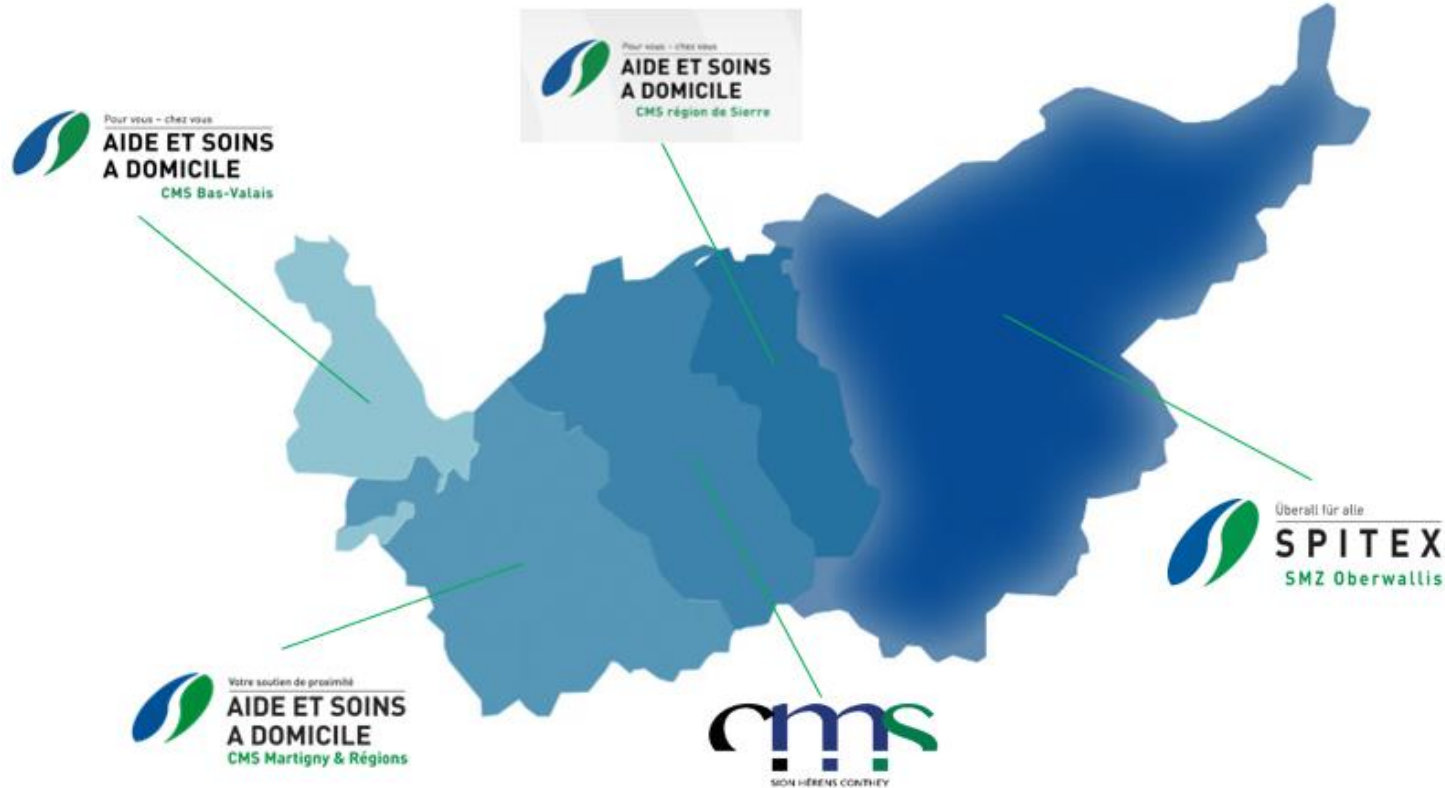 Pour vous – chez vous
AIDE ET SOINS
A DOMICILE
CMS région de Sierre
Pour vous – chez vous
AIDE ET SOINS
A DOMICILE
CMS Bas-Valais
Überall für alle
SPITEX
SMZ Oberwallis
Votre soutien de proximité
AIDE ET SOINS
A DOMICILE
CMS Martigny & Régions
cms
SION HÉRENS CONTHEY